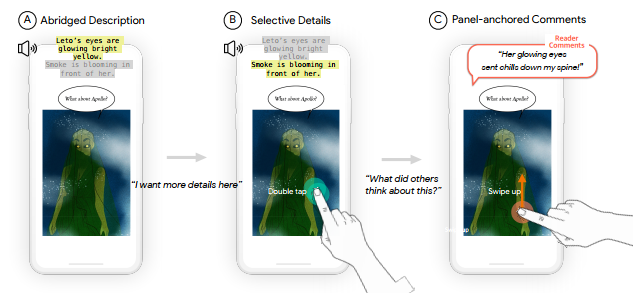 A Abridged Description
Leto's eyes are
glowing bright
yellow.
Smoke is blooming in
front of her.
What about Apollo?
"I want more details here"
B Selective Details
Leto's eyes are
glowing bright
yellow.
Smoke is blooming in
front of her.
What about Apollo?
Double tap
"What did others
think about this?"
C Panel-anchored Comments
Reader
Comments
"Her glowing eyes
sent chills down my spine!"
What about Apollo?
Swipe up